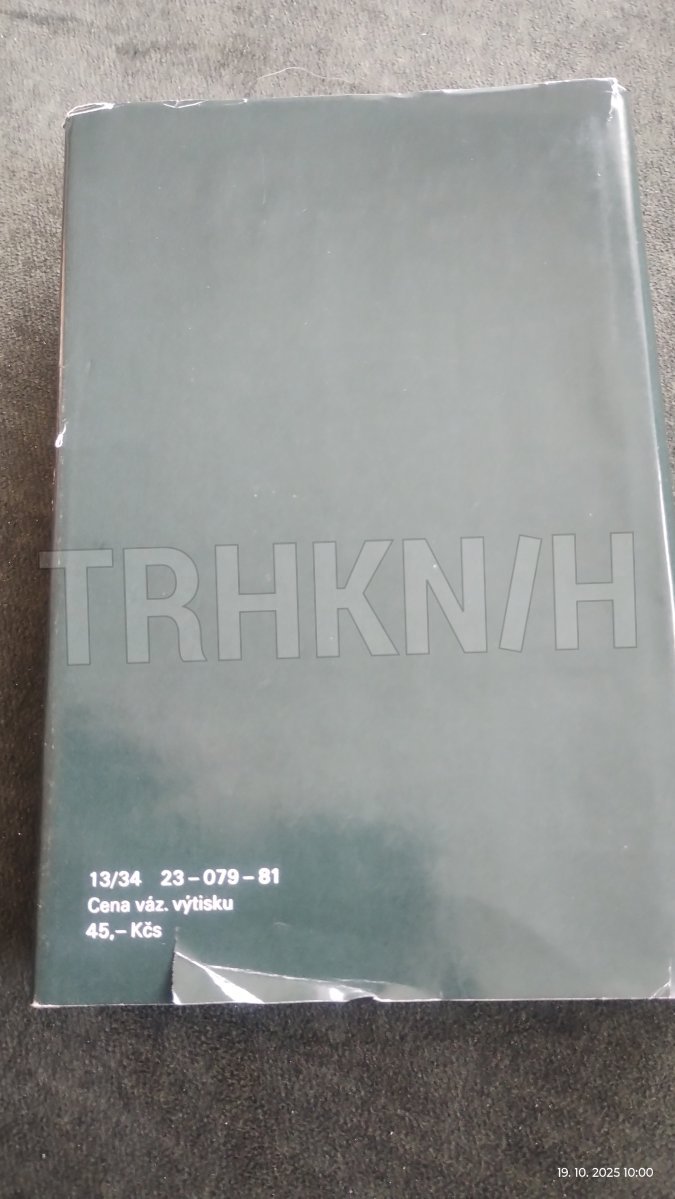 TRHKN/H
13/34 23 – 079 – 81
Cena váz. výtisku
45,– Kčs
19. 10. 2025 10:00